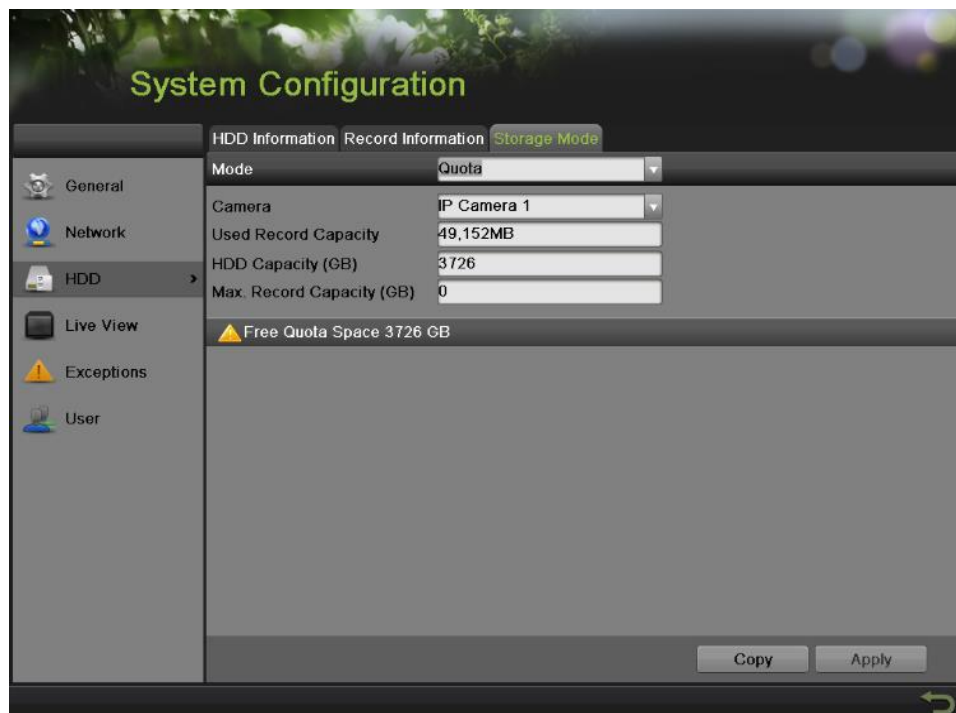 System Configuration
HDD Information Record Information Storage Mode
Mode Quota
General
Camera IP Camera 1
Network
Used Record Capacity 49,152MB
HDD Capacity (GB) 3726
HDD
Max. Record Capacity (GB) 0
Live View
Free Quota Space 3726 GB
Exceptions
User
Copy Apply